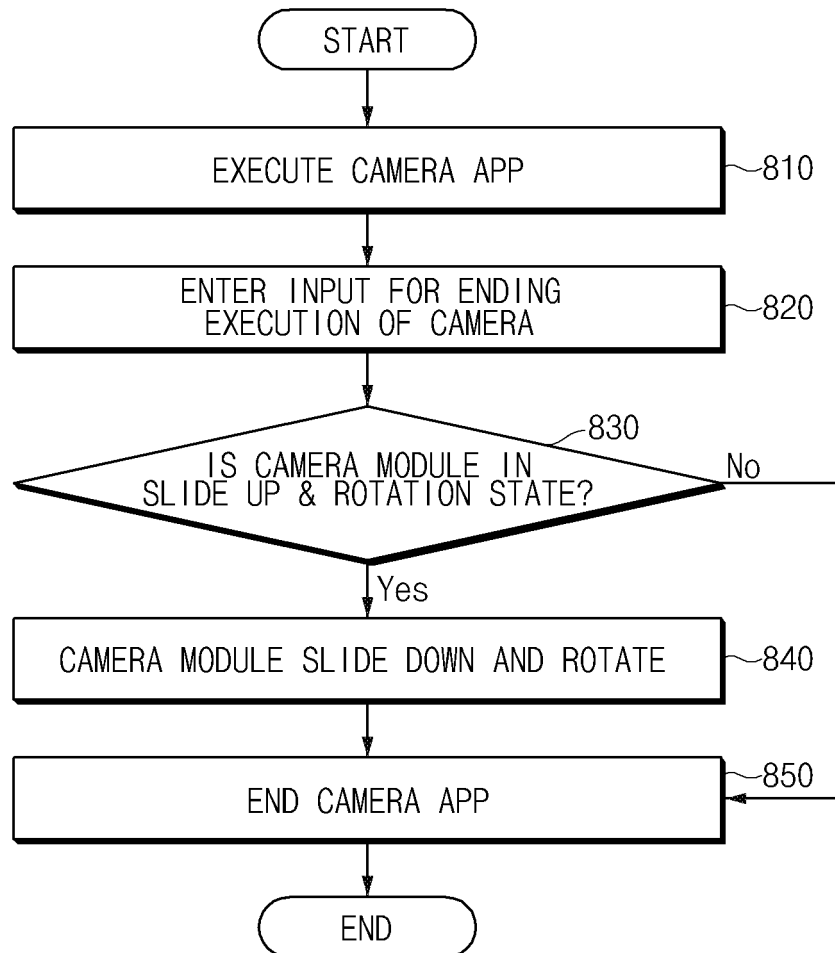 START
EXECUTE CAMERA APP
810
ENTER INPUT FOR ENDING
EXECUTION OF CAMERA
820
830
IS CAMERA MODULE IN
SLIDE UP & ROTATION STATE?
No
Yes
CAMERA MODULE SLIDE DOWN AND ROTATE
840
END CAMERA APP
850
END